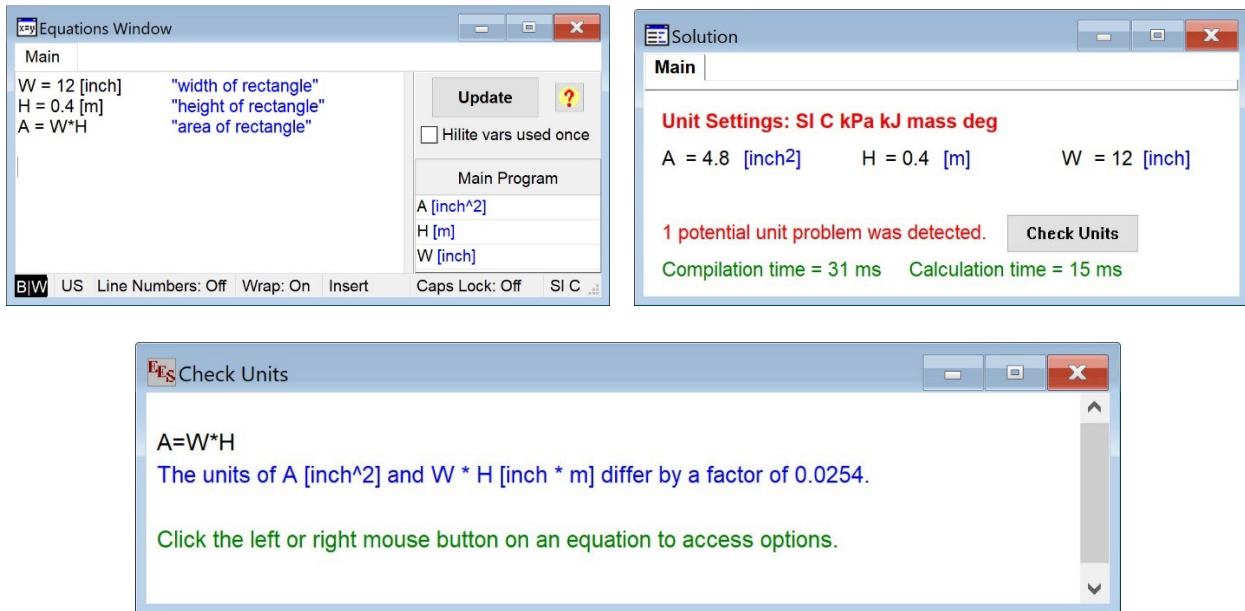 x=y Equations Window
Main
W = 12 [inch] "width of rectangle"
H = 0.4 [m] "height of rectangle"
A = W*H "area of rectangle"
Update ?
Hilite vars used once
Main Program
A [inch^2]
H [m]
W [inch]
B|W US Line Numbers: Off Wrap: On Insert Caps Lock: Off SI C
Solution
Main
Unit Settings: SI C kPa kJ mass deg
A = 4.8 [inch2] H = 0.4 [m] W = 12 [inch]
1 potential unit problem was detected. Check Units
Compilation time = 31 ms Calculation time = 15 ms
EES Check Units
A=W*H
The units of A [inch^2] and W * H [inch * m] differ by a factor of 0.0254.
Click the left or right mouse button on an equation to access options.